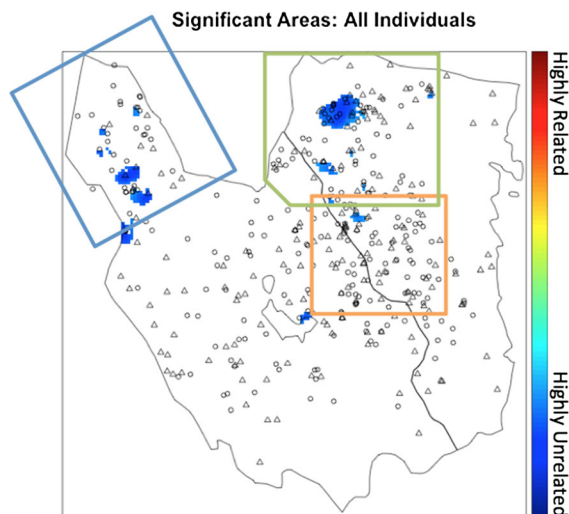 Significant Areas: All Individuals
Highly Related
Highly Unrelated